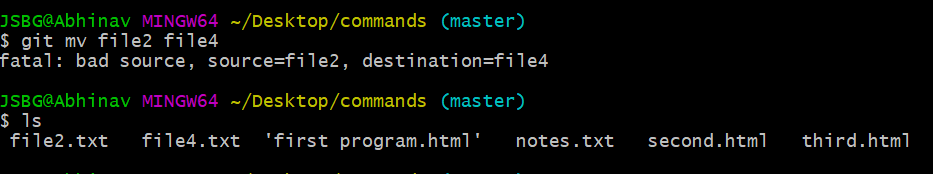 JSBG@Abhinav MINGW64 ~/Desktop/commands (master)
$ git mv file2 file4
fatal: bad source, source=file2, destination=file4
JSBG@Abhinav MINGW64 ~/Desktop/commands (master)
$ ls
file2.txt file4.txt 'first program.html' notes.txt second.html third.html